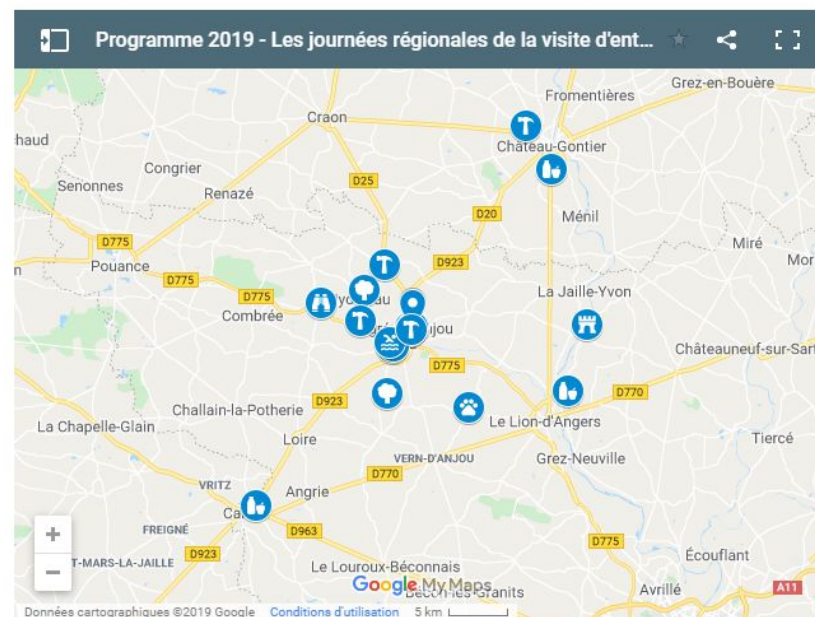 Programme 2019 - Les journées régionales de la visite d'ent...
Grez-en-Bouère
Fromentières
Craon
Château-Gontier
Congrier
D25
Senonnes
Renazé
D20
Ménil
D775
Miré
Pouance
D923
D775
D775
La Jaille-Yvon
Combrée
Châteauneuf-sur-Sart
D775
D923
D770
Challain-la-Potherie
La Chapelle-Glain
Le Lion-d'Angers
Loire
Tiercé
VERN-D'ANJOU
Grez-Neuville
D770
VRITZ
Angrie
FREIGNÉ
D963
D775
D923
Écouflant
T-MARS-LA-JAILLE
Le Louroux-Béconnais
Google My Maps
Bécon-les-Granits
Avrillé
A11
Données cartographiques ©2019 Google Conditions d'utilisation 5 km